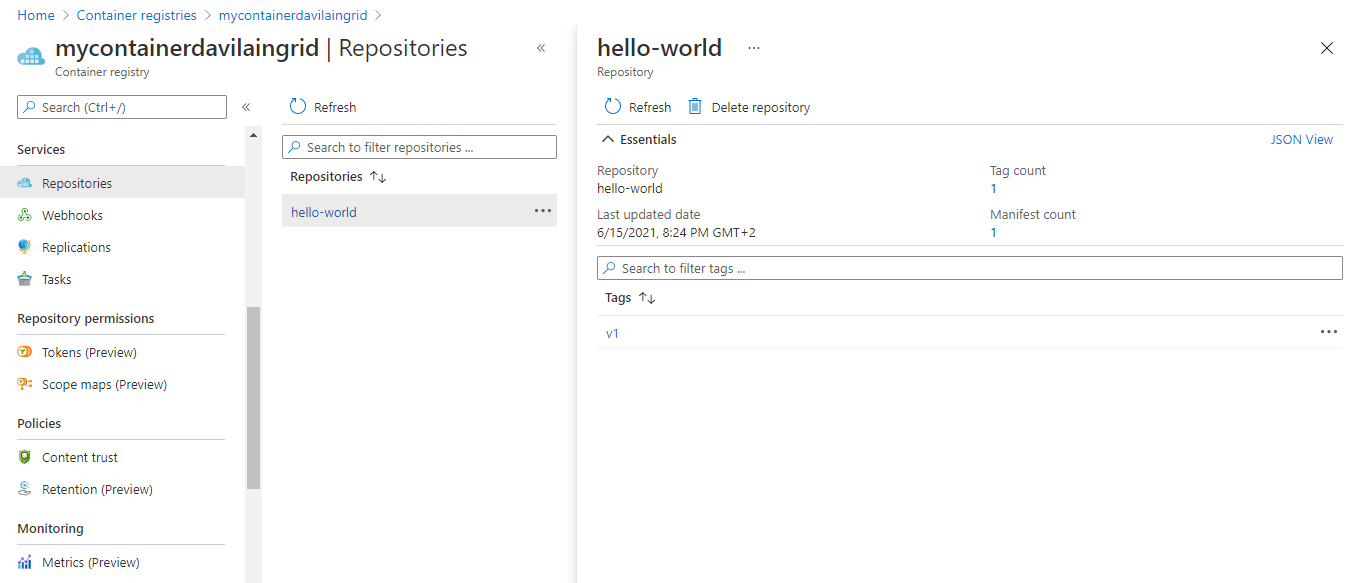 Home > Container registries > mycontainerdavilaingrid >
mycontainerdavilaingrid | Repositories
Container registry
Search (Ctrl+/)
Services
Repositories
Webhooks
Replications
Tasks
Repository permissions
Tokens (Preview)
Scope maps (Preview)
Policies
Content trust
Retention (Preview)
Monitoring
Metrics (Preview)
Refresh
Search to filter repositories ...
Repositories
hello-world
hello-world
Repository
Refresh Delete repository
Essentials JSON View
Repository
hello-world
Tag count
1
Last updated date
6/15/2021, 8:24 PM GMT+2
Manifest count
1
Search to filter tags ...
Tags
v1